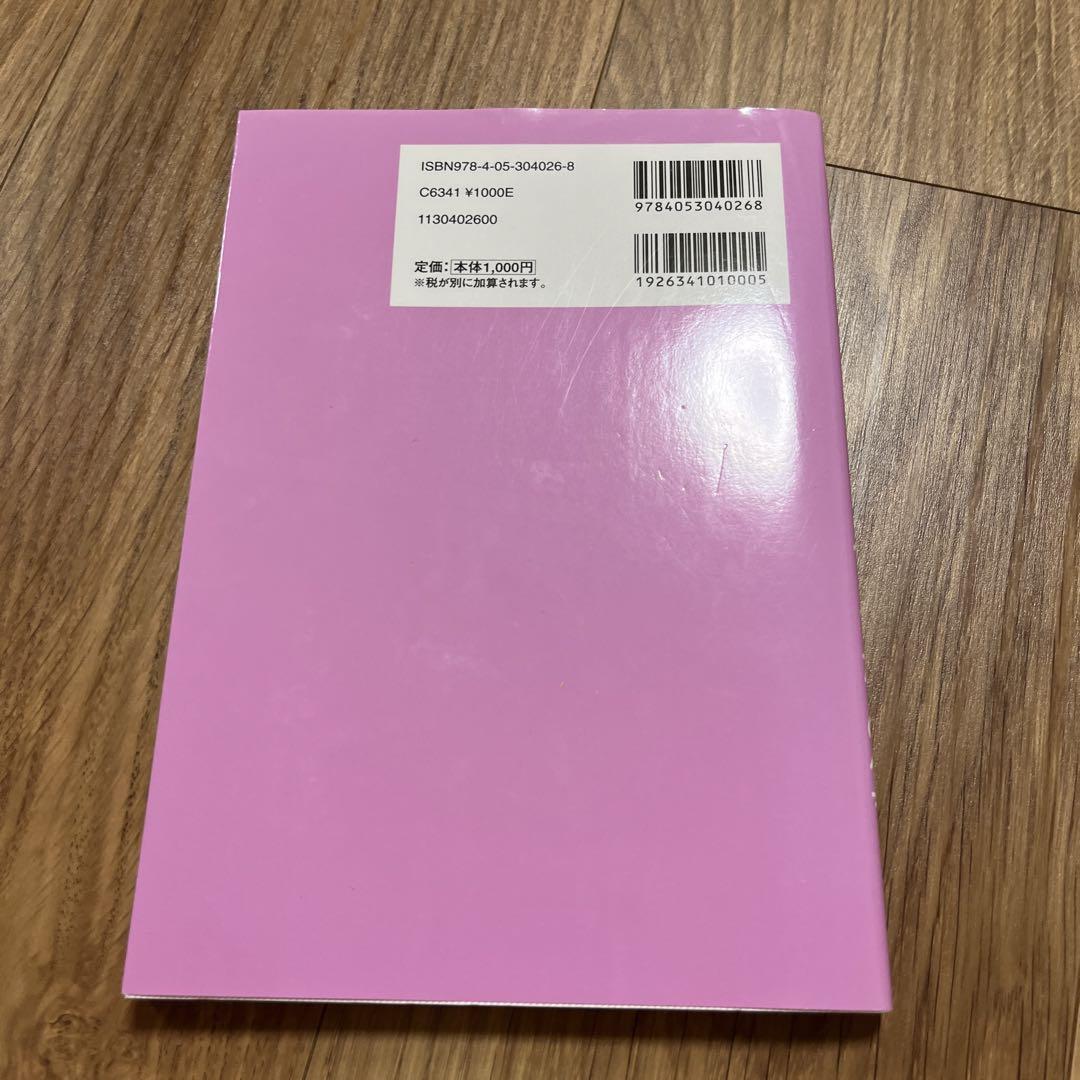 ISBN978-4-05-304026-8
C6341 ¥1000E
1130402600
定価：本体1,000円
※税が別に加算されます。
9784053040268
1926341010005